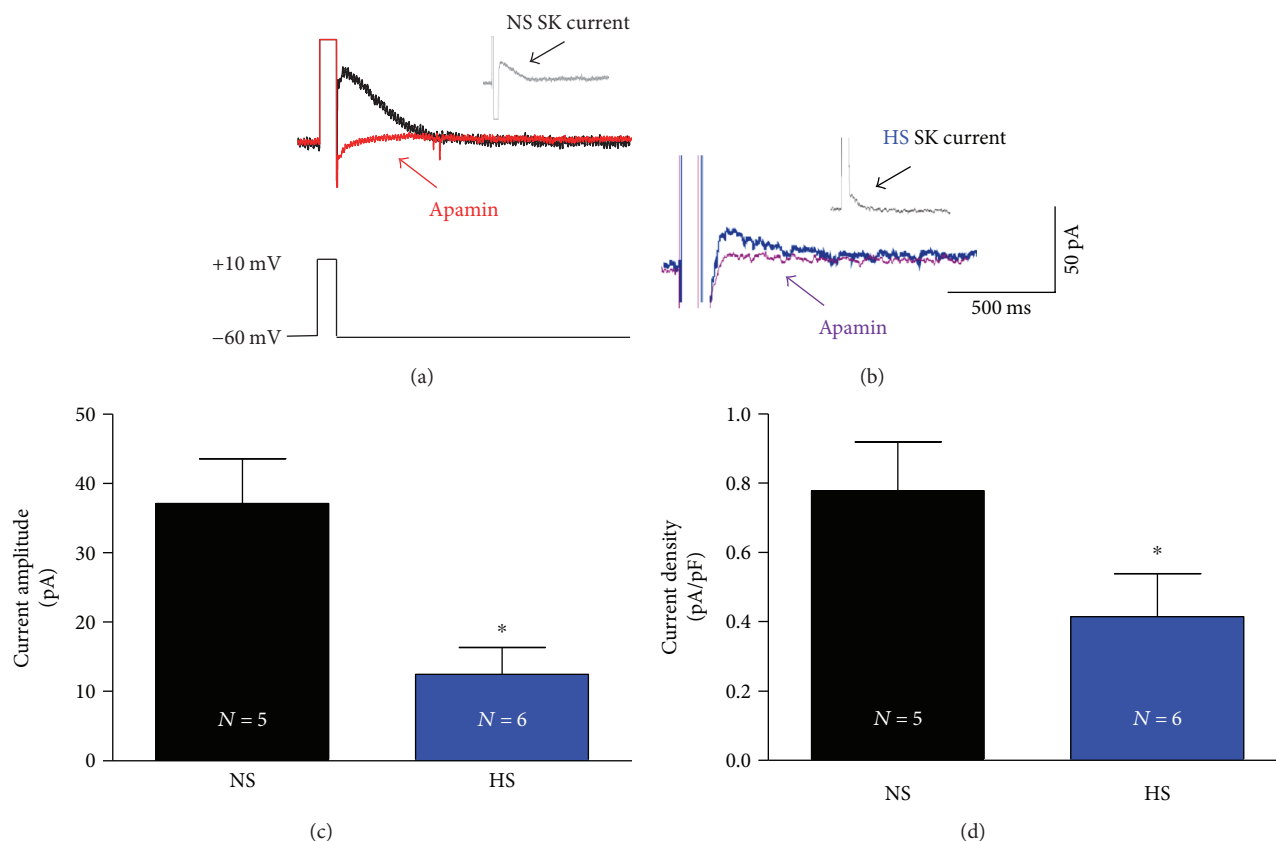 NS SK current
Apamin
+10 mV
−60 mV
(a)
HS SK current
Apamin
50 pA
500 ms
(b)
Current amplitude
(pA)
50
40
30
20
10
0
*
N = 5
N = 6
NS
HS
(c)
Current density
(pA/pF)
1.0
0.8
0.6
0.4
0.2
0.0
*
N = 5
N = 6
NS
HS
(d)